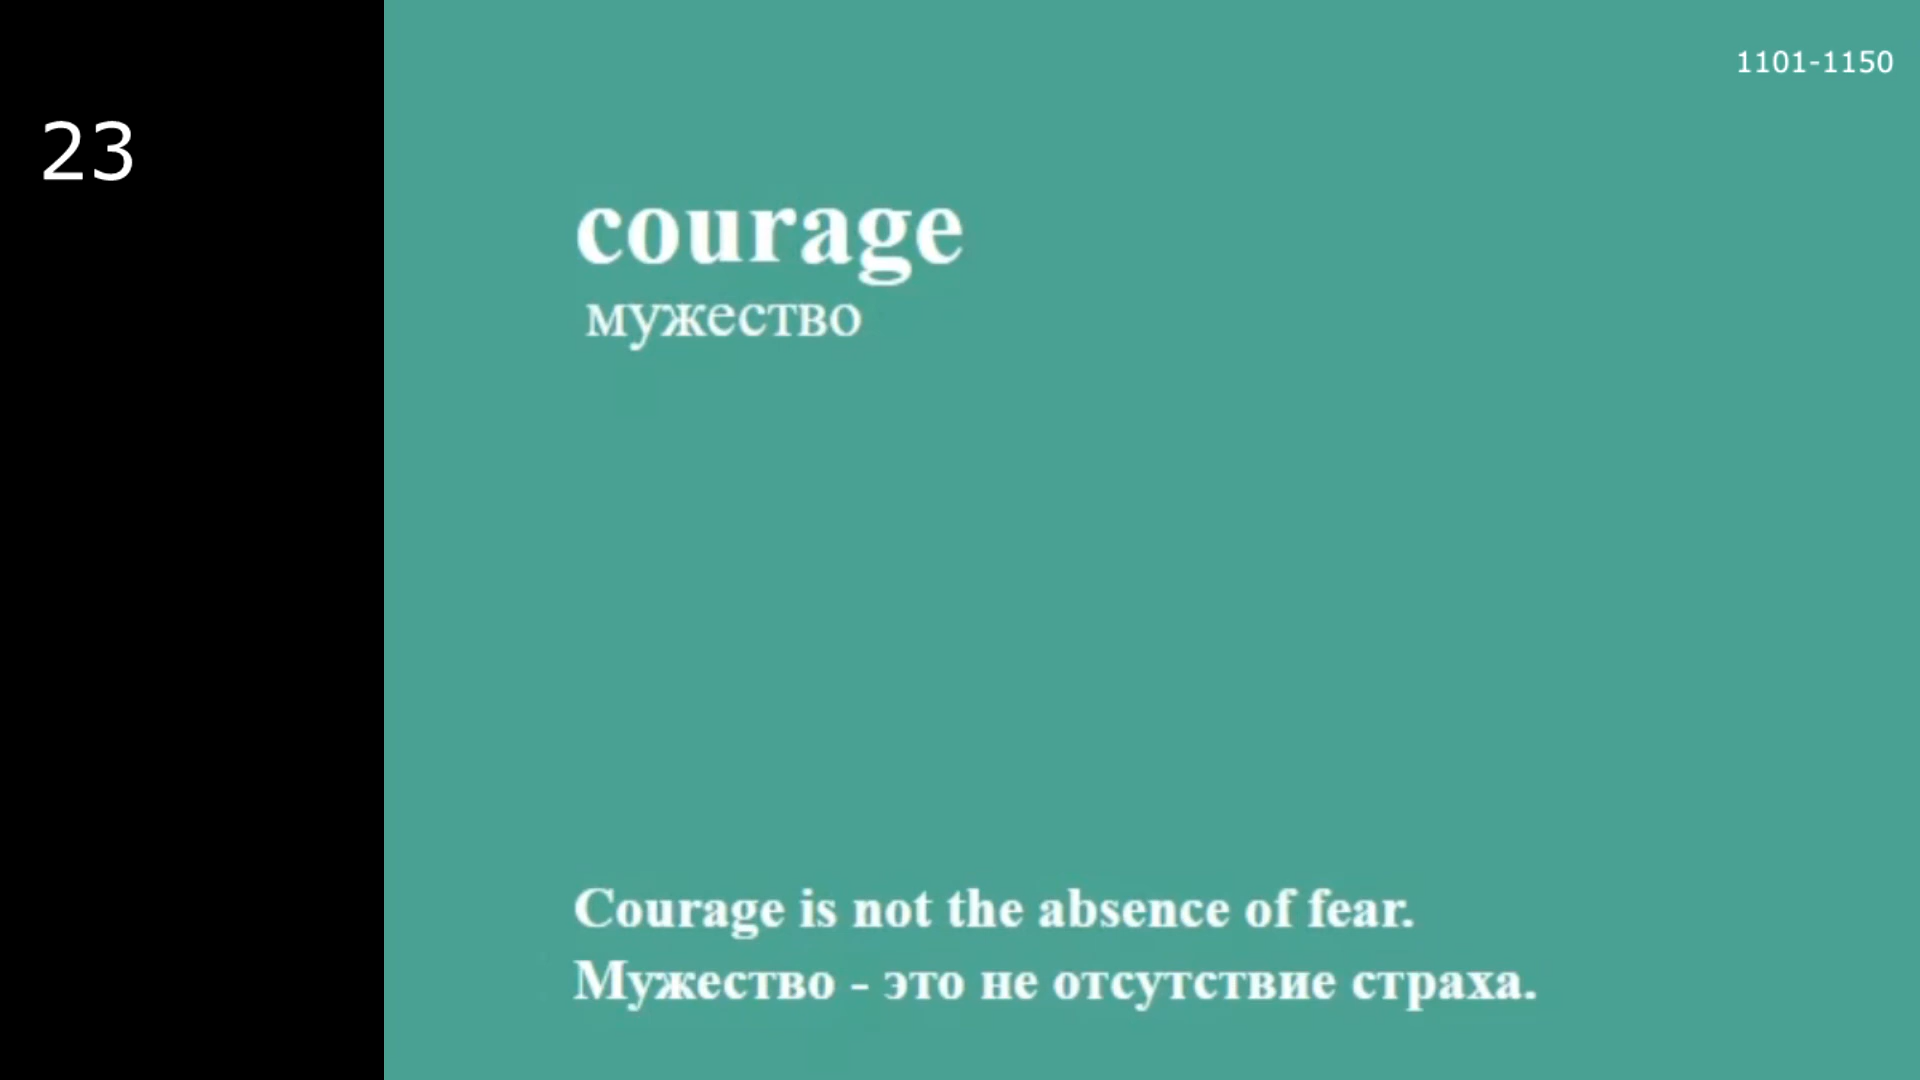 1101-1150
23
courage
мужество
Courage is not the absence of fear.
Мужество - это не отсутствие страха.